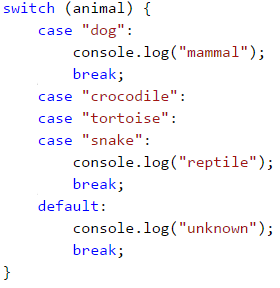 switch (animal) {
    case "dog":
        console.log("mammal");
        break;
    case "crocodile":
    case "tortoise":
    case "snake":
        console.log("reptile");
        break;
    default:
        console.log("unknown");
        break;
}